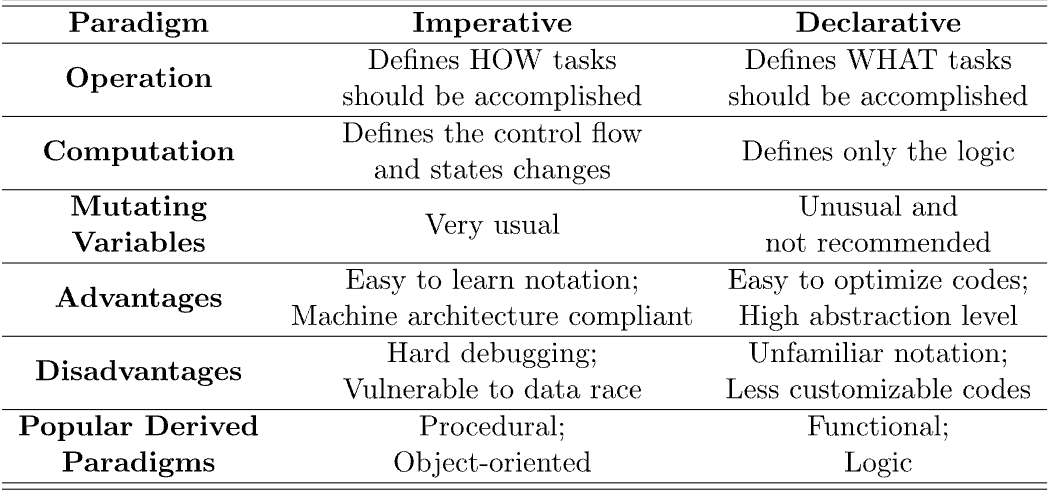 Paradigm Imperative Declarative
Operation Defines HOW tasks should be accomplished Defines WHAT tasks should be accomplished
Computation Defines the control flow and states changes Defines only the logic
Mutating Variables Very usual Unusual and not recommended
Advantages Easy to learn notation; Machine architecture compliant Easy to optimize codes; High abstraction level
Disadvantages Hard debugging; Vulnerable to data race Unfamiliar notation; Less customizable codes
Popular Derived Paradigms Procedural; Object-oriented Functional; Logic